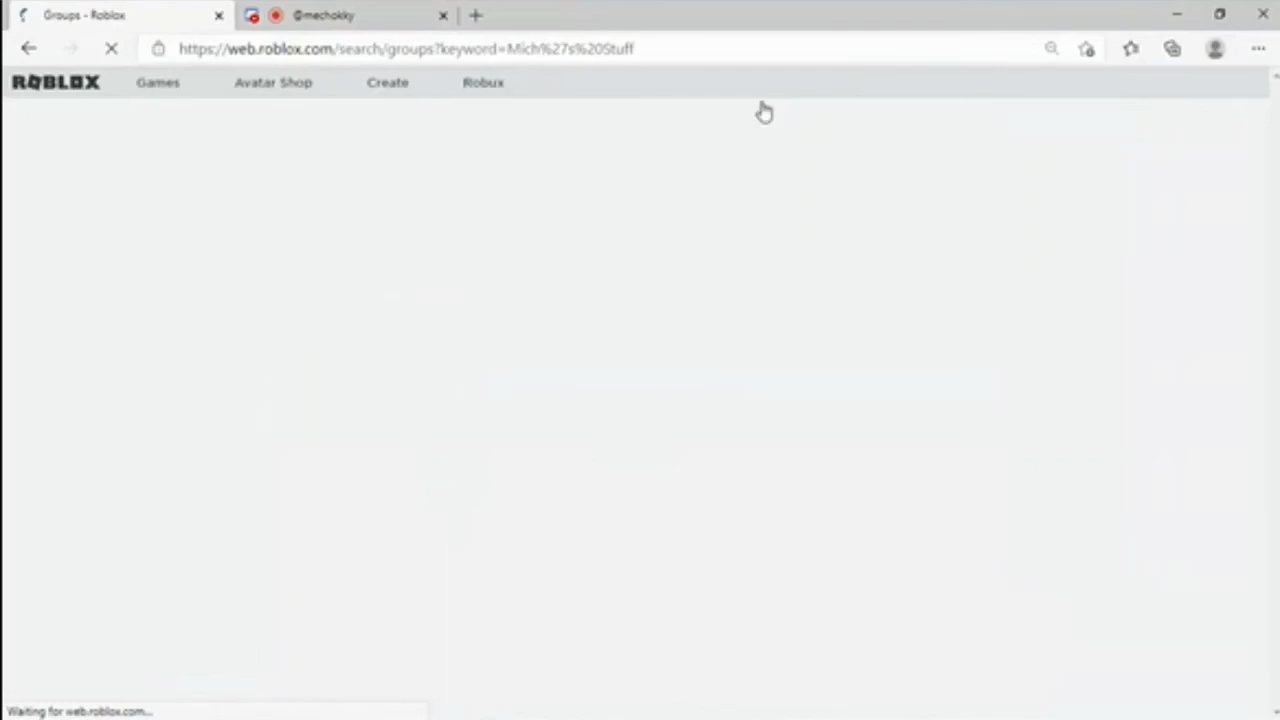 Groups - Roblox
@mechokky
https://web.roblox.com/search/groups?keyword=Mich%27s%20Stuff
ROBLOX Games Avatar Shop Create Robux
Waiting for web.roblox.com...